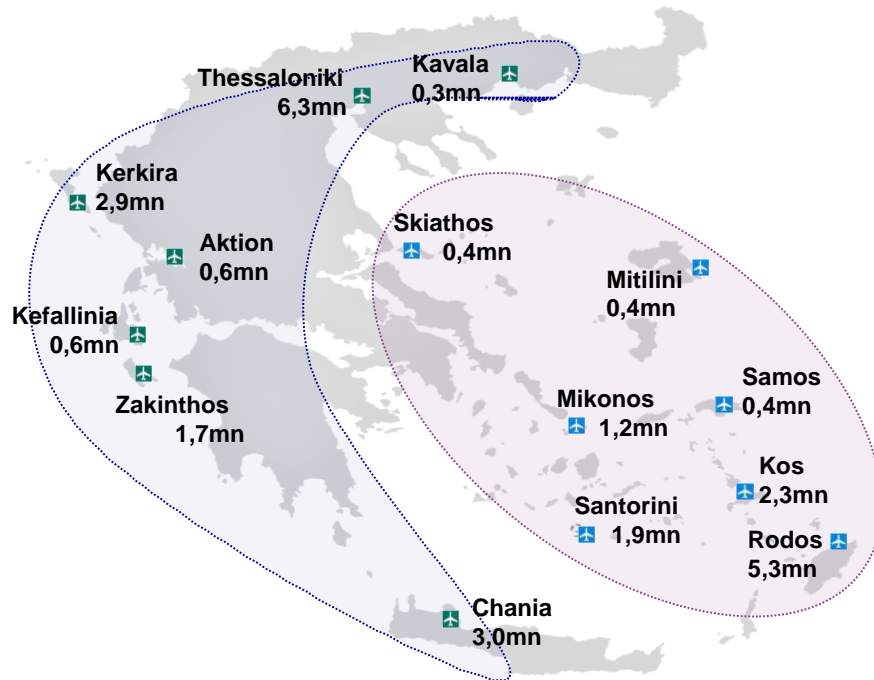 Thessaloniki
6,3mn
Kavala
0,3mn
Kerkira
2,9mn
Aktion
0,6mn
Skiathos
0,4mn
Mitilini
0,4mn
Kefallinia
0,6mn
Zakinthos
1,7mn
Mikonos
1,2mn
Samos
0,4mn
Kos
2,3mn
Santorini
1,9mn
Rodos
5,3mn
Chania
3,0mn